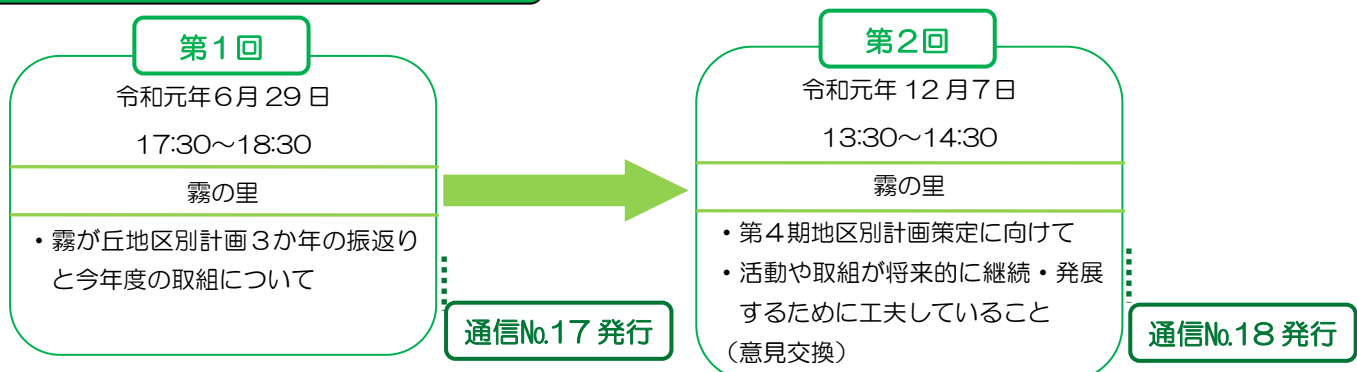 第1回
令和元年6月29日
17:30～18:30
霧の里
・霧が丘地区別計画3か年の振返り
と今年度の取組について
通信№17 発行
第2回
令和元年 12月7日
13:30～14:30
霧の里
・第4期地区別計画策定に向けて
・活動や取組が将来的に継続・発展
するために工夫していること
（意見交換）
通信№18 発行